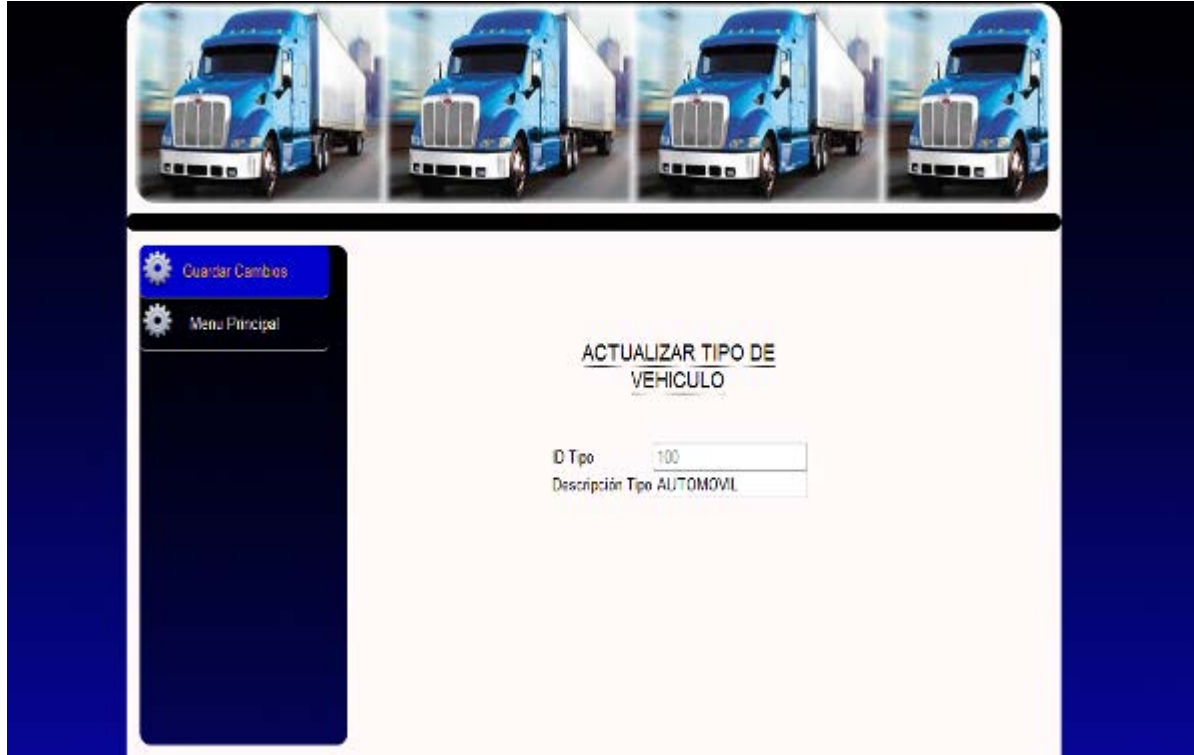 Guardar Cambios
Menu Principal
ACTUALIZAR TIPO DE
VEHICULO
ID Tipo 100
Descripción Tipo AUTOMOVIL